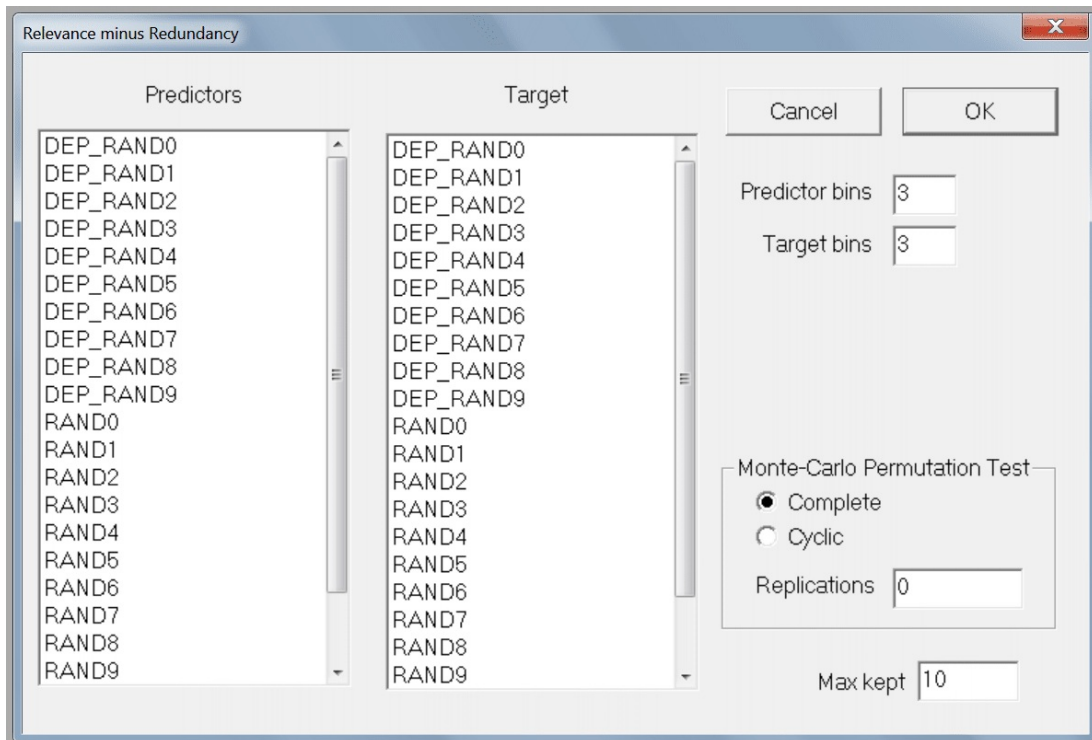 Relevance minus Redundancy
Predictors
DEP_RAND0
DEP_RAND1
DEP_RAND2
DEP_RAND3
DEP_RAND4
DEP_RAND5
DEP_RAND6
DEP_RAND7
DEP_RAND8
DEP_RAND9
RAND0
RAND1
RAND2
RAND3
RAND4
RAND5
RAND6
RAND7
RAND8
RAND9
Target
DEP_RAND0
DEP_RAND1
DEP_RAND2
DEP_RAND3
DEP_RAND4
DEP_RAND5
DEP_RAND6
DEP_RAND7
DEP_RAND8
DEP_RAND9
RAND0
RAND1
RAND2
RAND3
RAND4
RAND5
RAND6
RAND7
RAND8
RAND9
Cancel OK
Predictor bins 3
Target bins 3
Monte-Carlo Permutation Test
Complete
Cyclic
Replications 0
Max kept 10